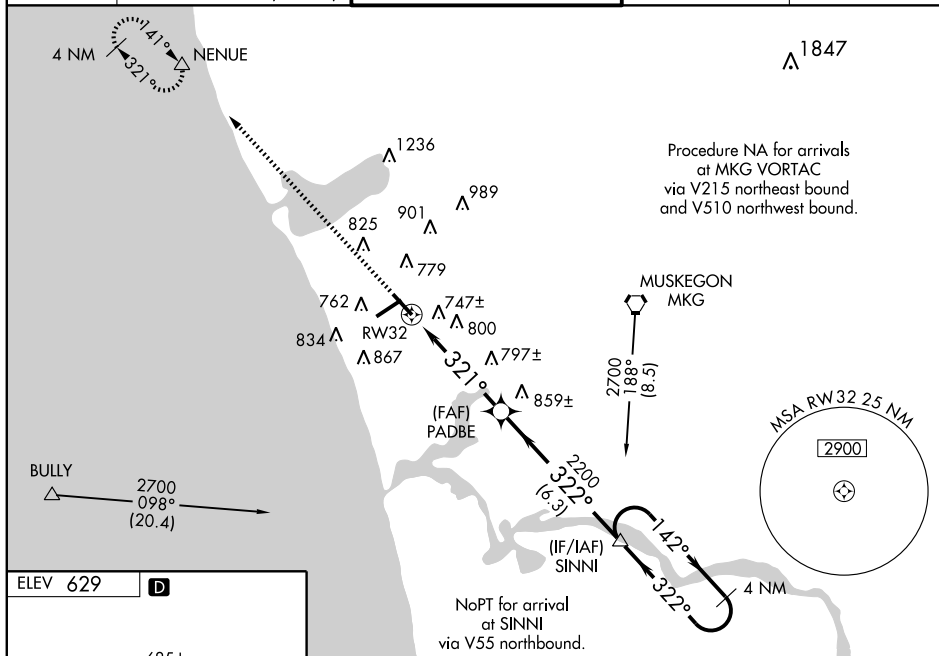 141°
321°
4 NM
NENUE
1847
1236
Procedure NA for arrivals
at MKG VORTAC
via V215 northeast bound
and V510 northwest bound.
989
901
825
779
MUSKEGON
MKG
762
747±
RW32
800
834
867
797±
321°
859±
2700
188°
(8.5)
(FAF)
PADBE
MSA RW32 25 NM
2900
BULLY
2700
098°
(20.4)
2200
322°
(6.3)
142°
(IF/IAF)
SINNI
322°
4 NM
ELEV 629
D
NoPT for arrival
at SINNI
via V55 northbound.